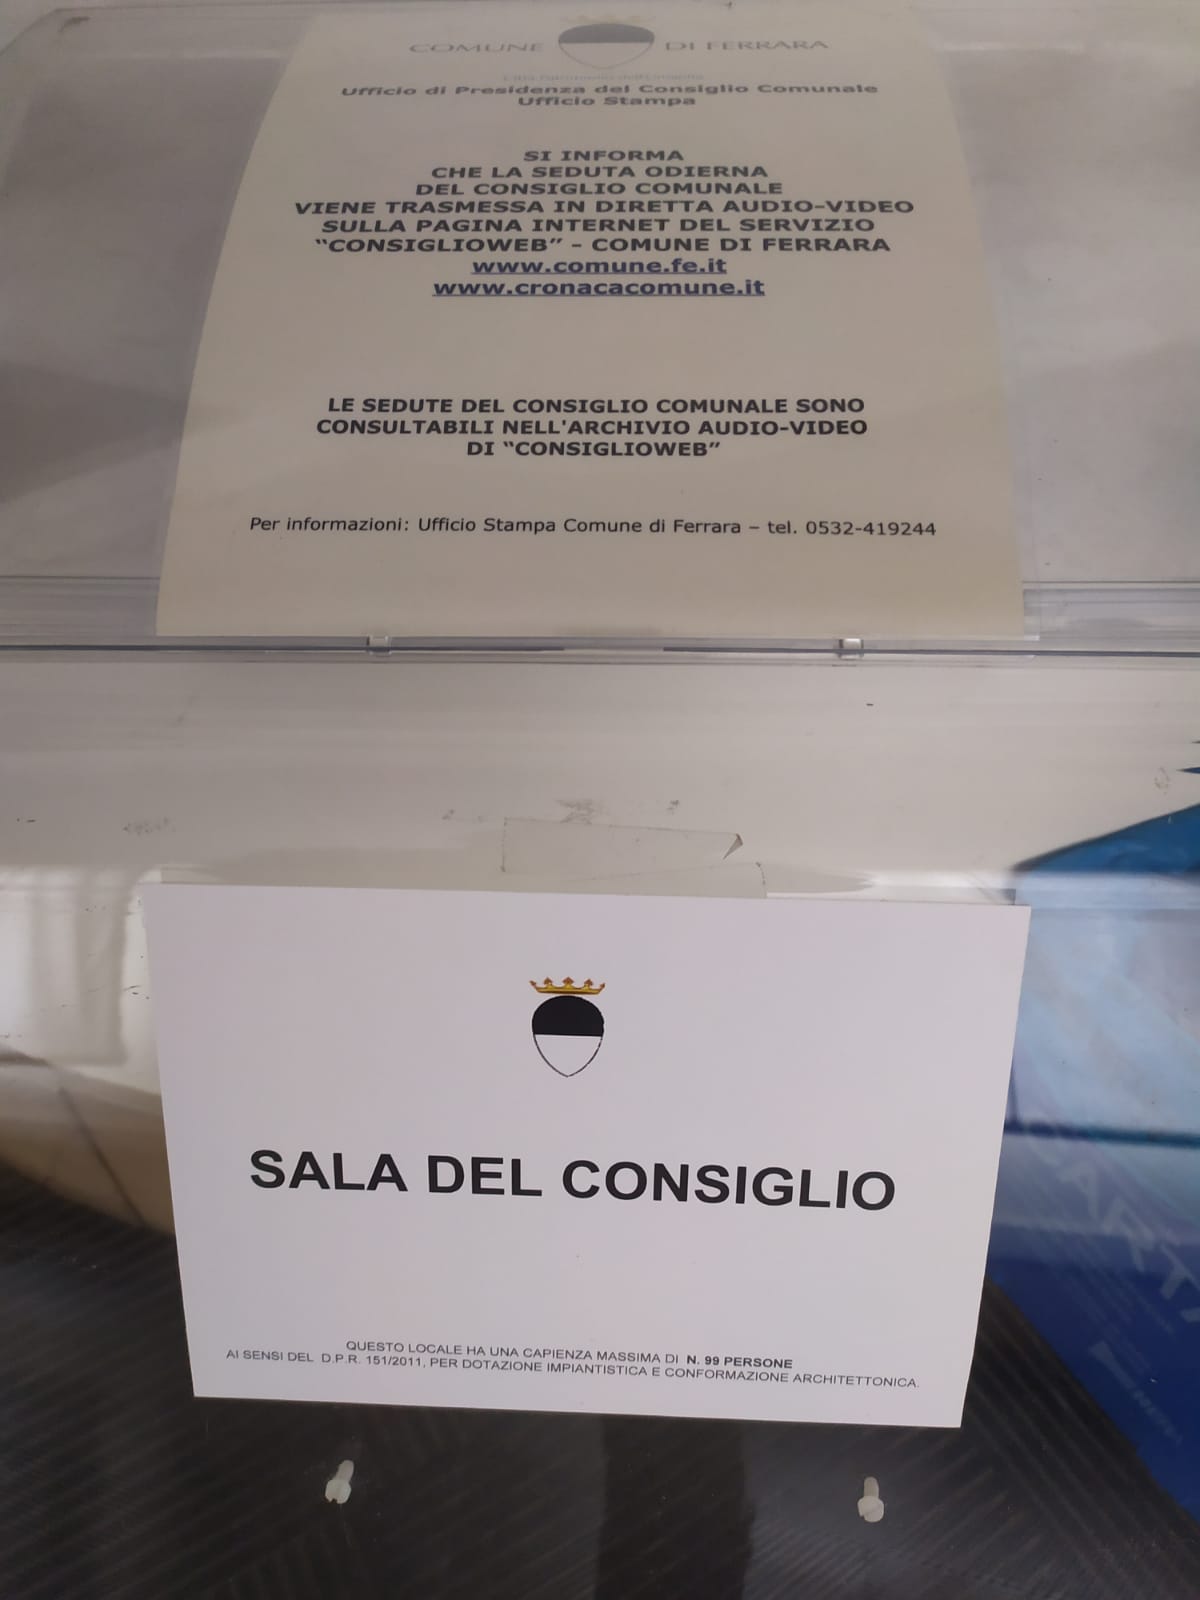 COMUNE DI FERRARA
Ufficio di Presidenza del Consiglio Comunale
Ufficio Stampa
SI INFORMA
CHE LA SEDUTA ODIERNA
DEL CONSIGLIO COMUNALE
VIENE TRASMESSA IN DIRETTA AUDIO-VIDEO
SULLA PAGINA INTERNET DEL SERVIZIO
“CONSIGLIOWEB” - COMUNE DI FERRARA
www.comune.fe.it
www.cronacacomune.it
LE SEDUTE DEL CONSIGLIO COMUNALE SONO
CONSULTABILI NELL'ARCHIVIO AUDIO-VIDEO
DI “CONSIGLIOWEB”
Per informazioni: Ufficio Stampa Comune di Ferrara – tel. 0532-419244
SALA DEL CONSIGLIO
QUESTO LOCALE HA UNA CAPIENZA MASSIMA DI N. 99 PERSONE
AI SENSI DEL D.P.R. 151/2011, PER DOTAZIONE IMPIANTISTICA E CONFORMAZIONE ARCHITETTONICA.